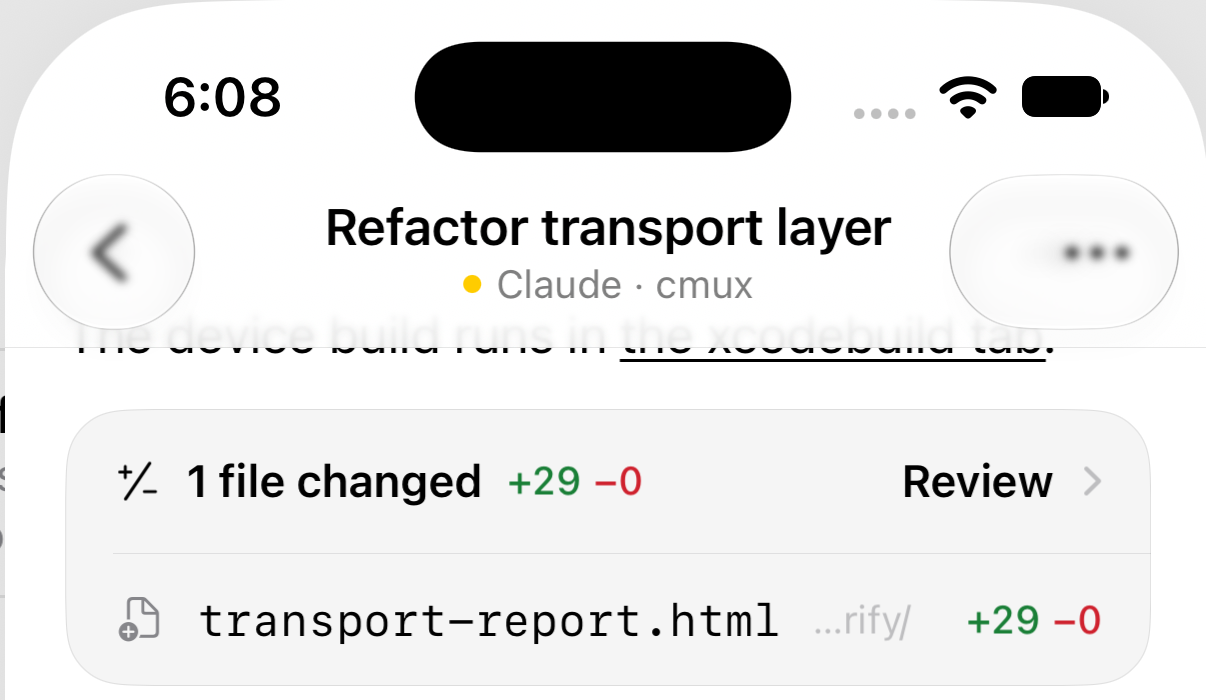 6:08
Refactor transport layer
Claude · cmux
The device build runs in the xcodebuild tab.
1 file changed +29 −0 Review
transport-report.html ...rify/ +29 −0